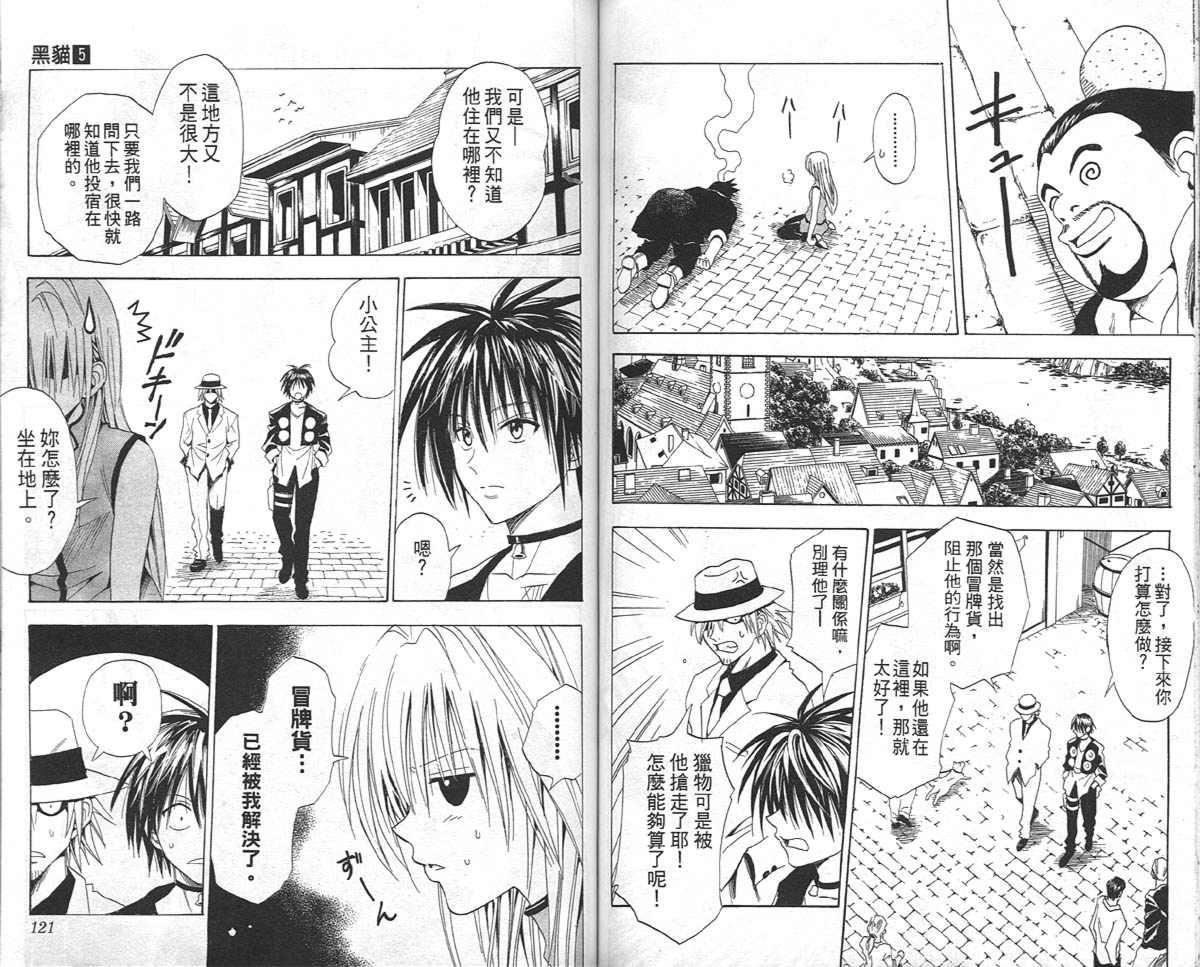 ………
…對了，接下來你
打算怎麼做？
當然是找出
那個冒牌貨，
阻止他的行為啊。
如果他還在
這裡，那就
太好了！
有什麼關係嘛，
別理他了—
獵物可是被
他搶走了耶！
怎麼能夠算了呢！
黑貓5
可是—
我們又不知道
他住在哪裡？
這地方又
不是很大！
只要我們一路
問下去，很快就
知道他投宿在
哪裡的。
嗯？
小公主！
ドキーン
妳怎麼了？
坐在地上。
………
冒牌貨…
已經被我解決了。
ずーん
啊？
121